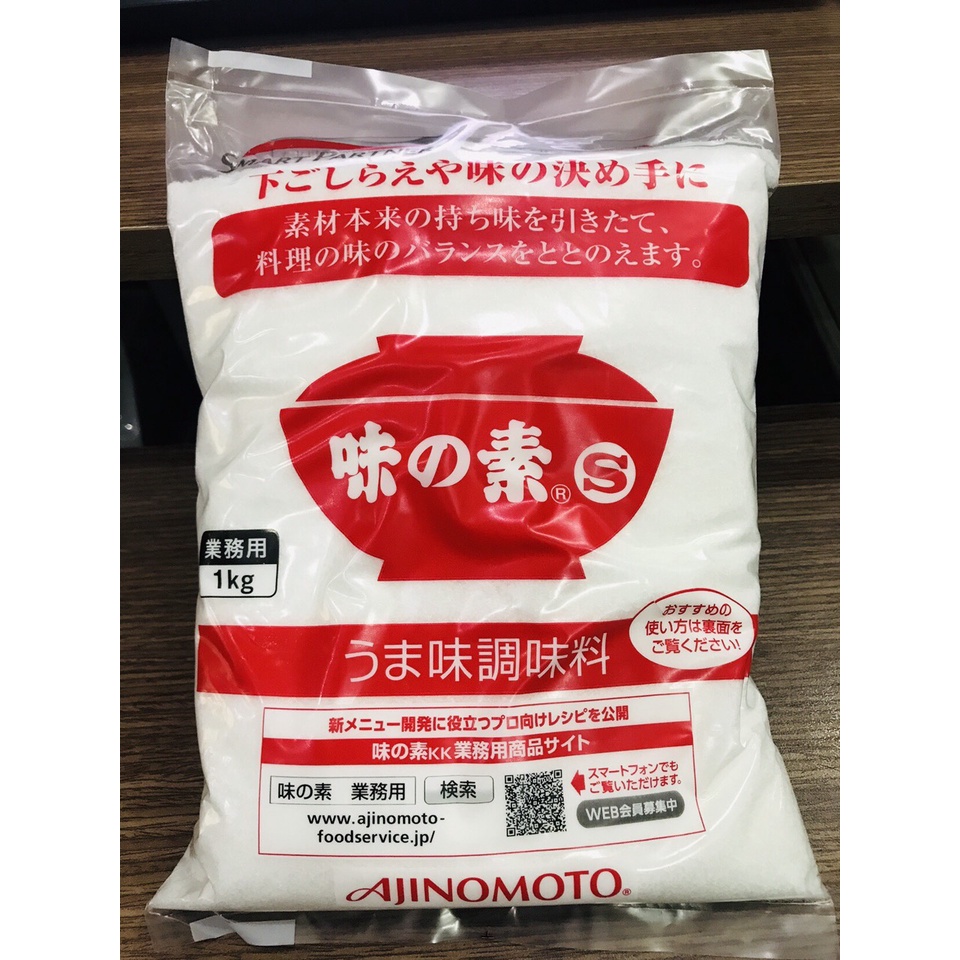 SMART PARTNER
下ごしらえや味の決め手に
素材本来の持ち味を引きたて、
料理の味のバランスをととのえます。
味の素® S
業務用
1kg
おすすめの
使い方は裏面を
ご覧ください!
うま味調味料
新メニュー開発に役立つプロ向けレシピを公開
味の素KK業務用商品サイト
味の素 業務用 検索
www.ajinomoto-
foodservice.jp/
スマートフォンでも
ご覧いただけます。
WEB会員募集中
AJINOMOTO®